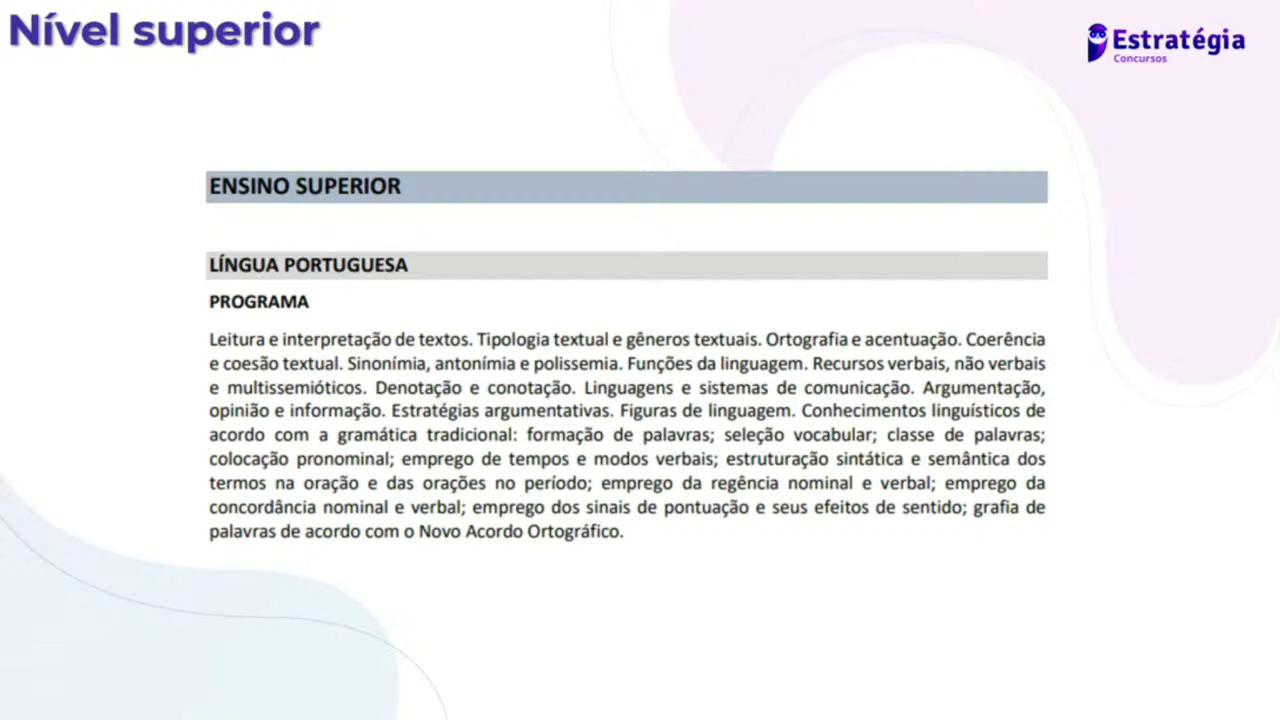 Nível superior
Estratégia
Concursos
ENSINO SUPERIOR
LÍNGUA PORTUGUESA
PROGRAMA
Leitura e interpretação de textos. Tipologia textual e gêneros textuais. Ortografia e acentuação. Coerência
e coesão textual. Sinonímia, antonímia e polissemia. Funções da linguagem. Recursos verbais, não verbais
e multissemióticos. Denotação e conotação. Linguagens e sistemas de comunicação. Argumentação,
opinião e informação. Estratégias argumentativas. Figuras de linguagem. Conhecimentos linguísticos de
acordo com a gramática tradicional: formação de palavras; seleção vocabular; classe de palavras;
colocação pronominal; emprego de tempos e modos verbais; estruturação sintática e semântica dos
termos na oração e das orações no período; emprego da regência nominal e verbal; emprego da
concordância nominal e verbal; emprego dos sinais de pontuação e seus efeitos de sentido; grafia de
palavras de acordo com o Novo Acordo Ortográfico.